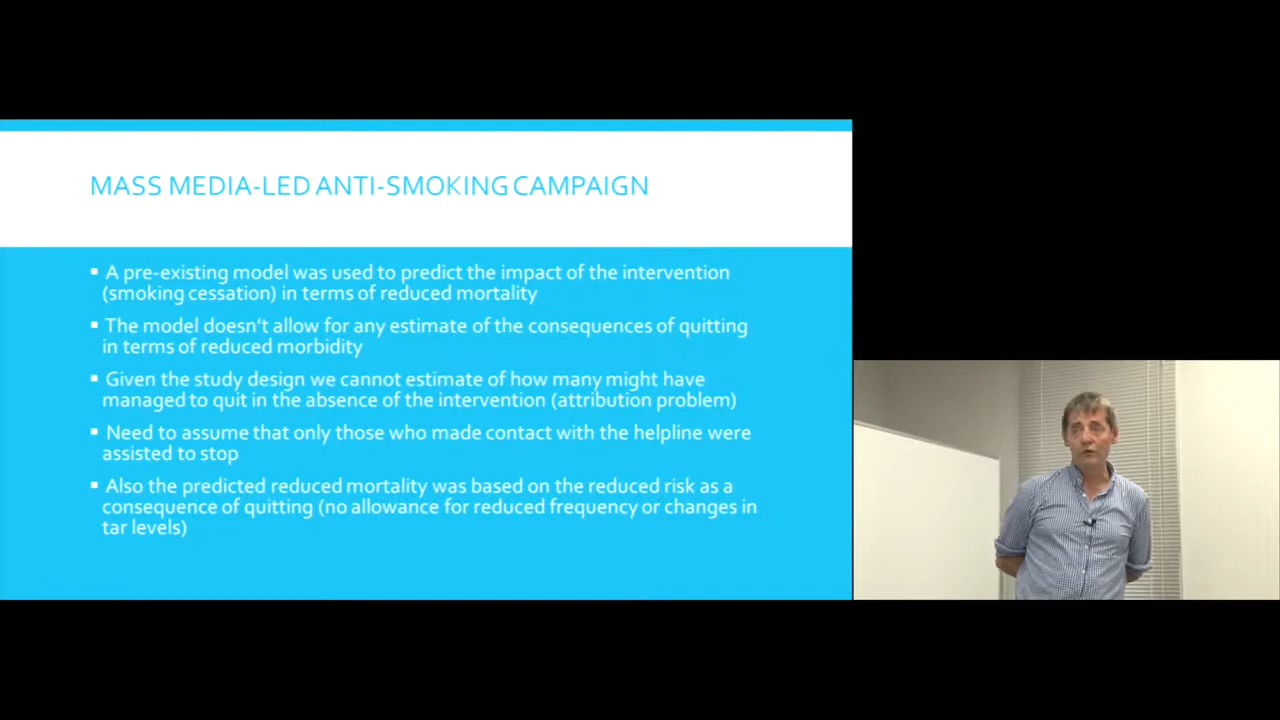 MASS MEDIA-LED ANTI-SMOKING CAMPAIGN
▪ A pre-existing model was used to predict the impact of the intervention
(smoking cessation) in terms of reduced mortality
▪ The model doesn't allow for any estimate of the consequences of quitting
in terms of reduced morbidity
▪ Given the study design we cannot estimate of how many might have
managed to quit in the absence of the intervention (attribution problem)
▪ Need to assume that only those who made contact with the helpline were
assisted to stop
▪ Also the predicted reduced mortality was based on the reduced risk as a
consequence of quitting (no allowance for reduced frequency or changes in
tar levels)